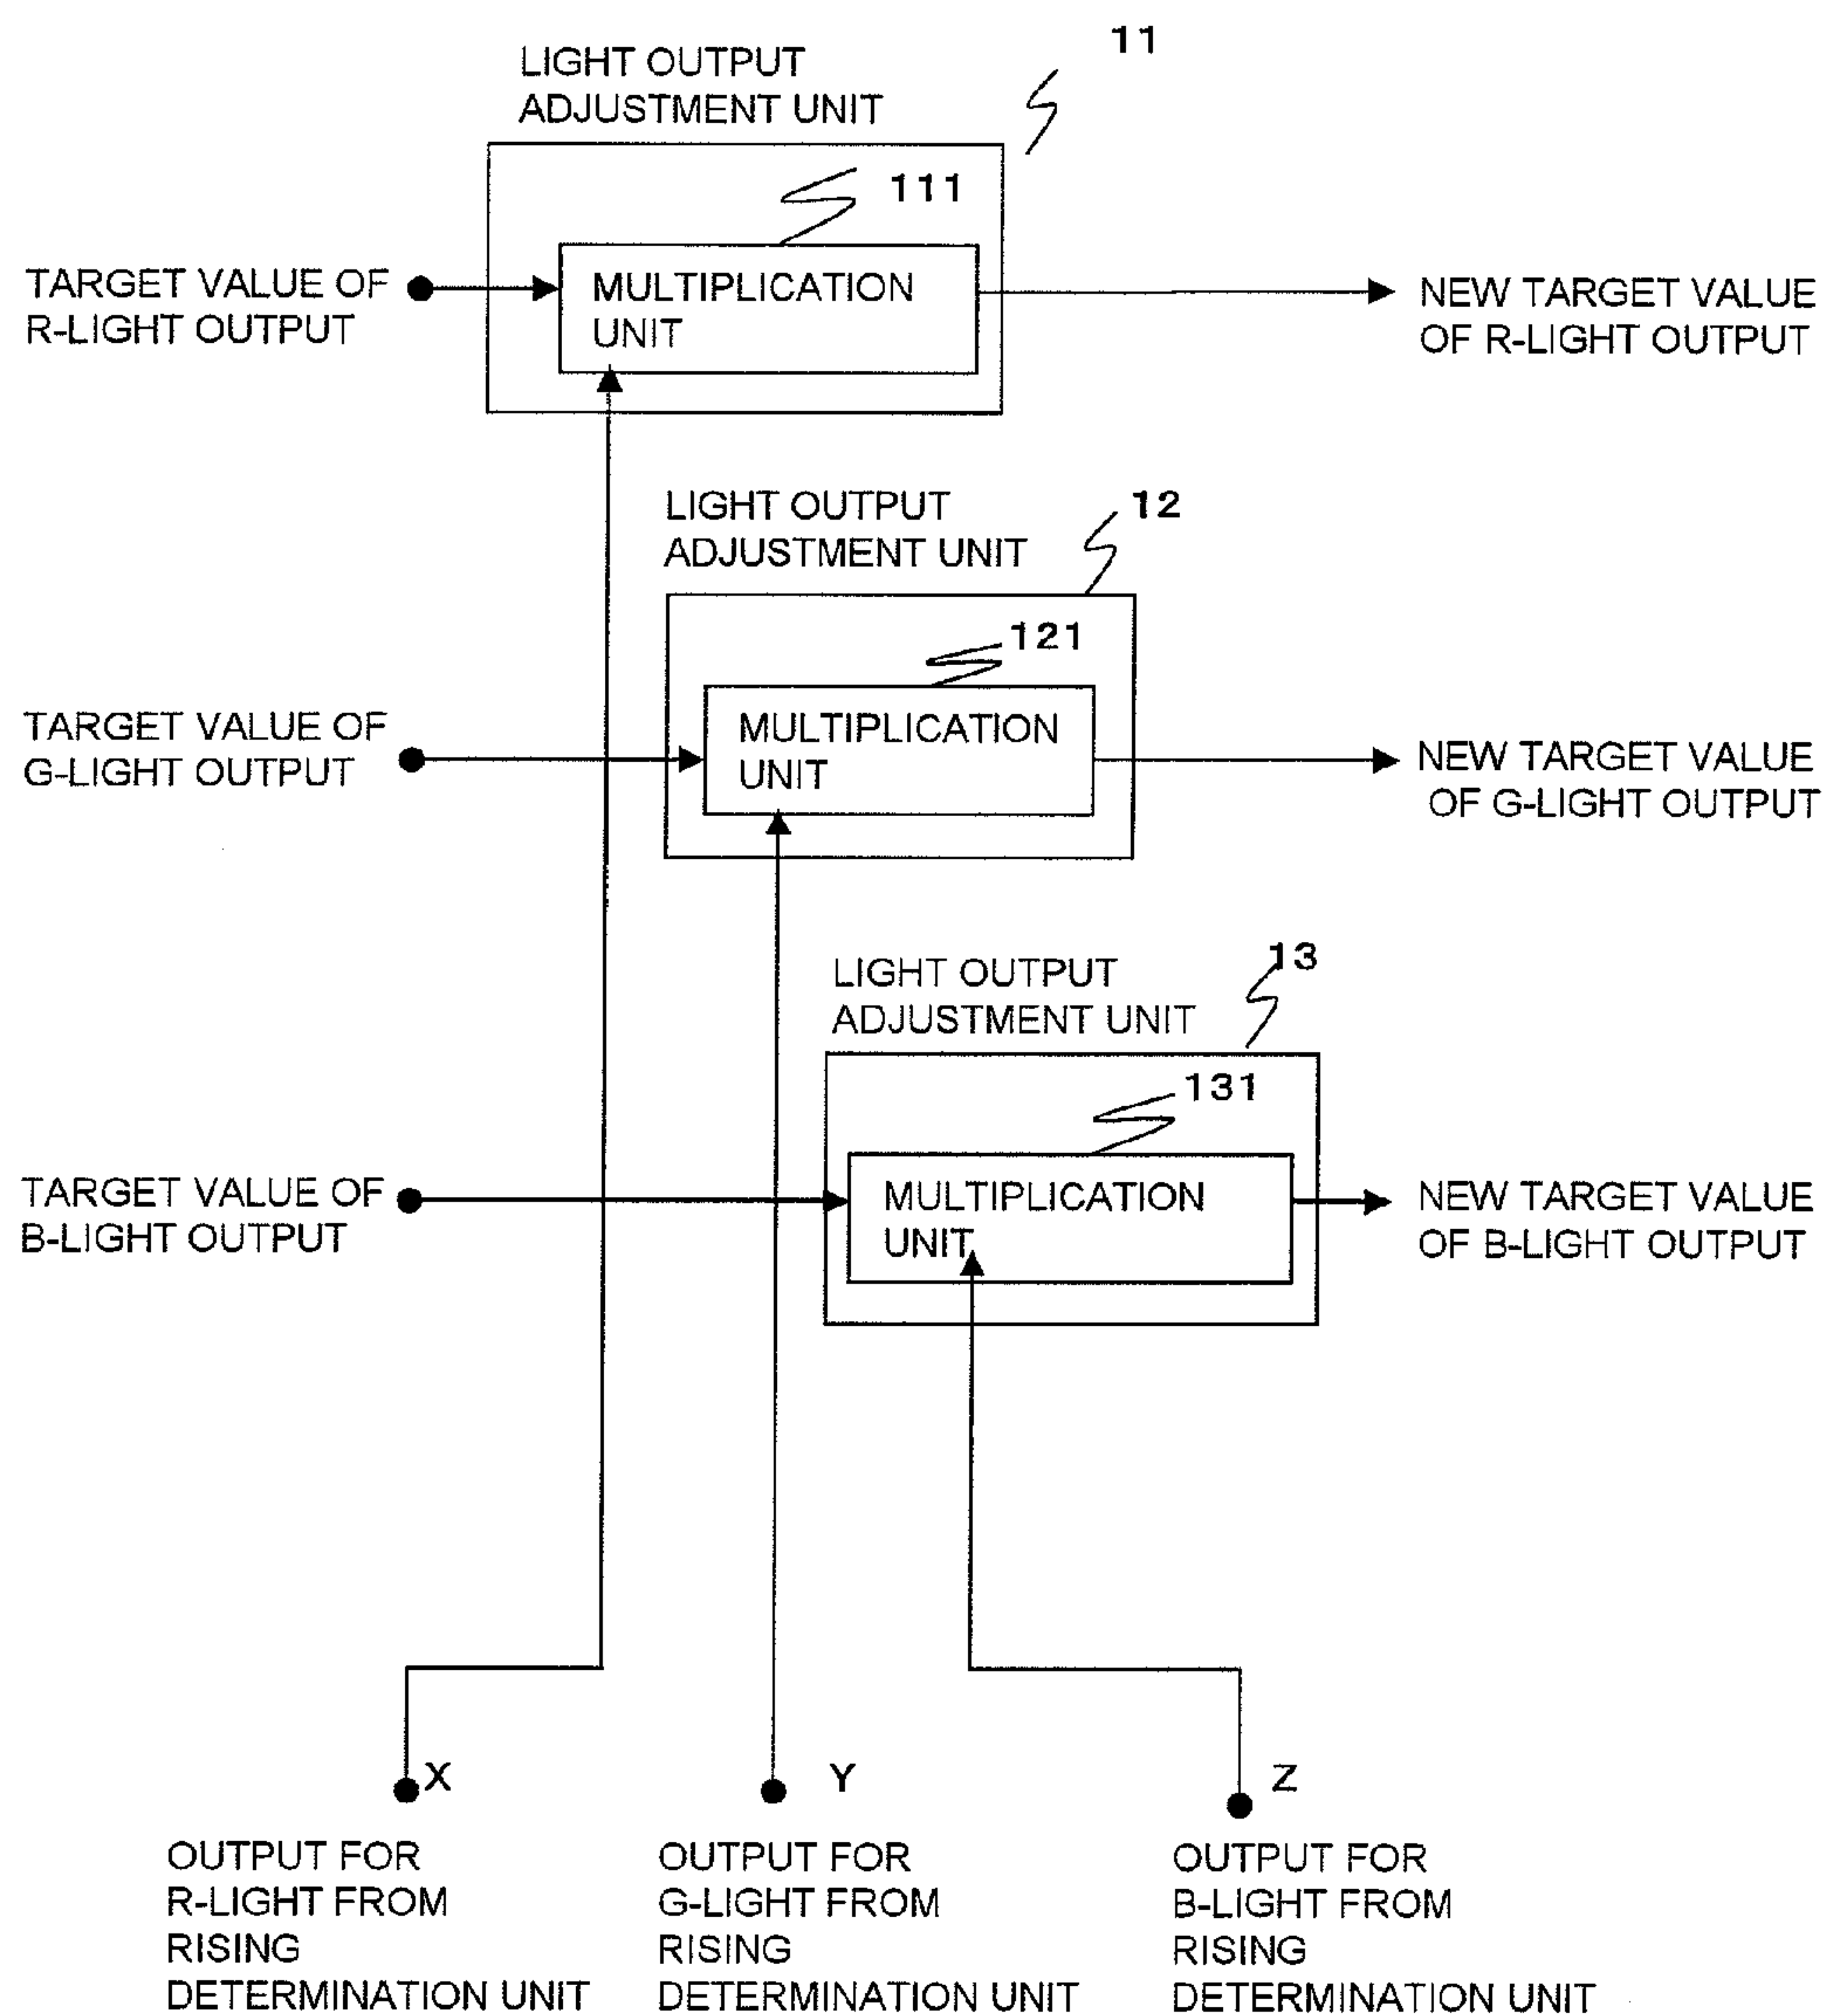 11
LIGHT OUTPUT
ADJUSTMENT UNIT
111
TARGET VALUE OF
R-LIGHT OUTPUT
MULTIPLICATION
UNIT
NEW TARGET VALUE
OF R-LIGHT OUTPUT
12
LIGHT OUTPUT
ADJUSTMENT UNIT
121
TARGET VALUE OF
G-LIGHT OUTPUT
MULTIPLICATION
UNIT
NEW TARGET VALUE
OF G-LIGHT OUTPUT
13
LIGHT OUTPUT
ADJUSTMENT UNIT
131
TARGET VALUE OF
B-LIGHT OUTPUT
MULTIPLICATION
UNIT
NEW TARGET VALUE
OF B-LIGHT OUTPUT
X
OUTPUT FOR
R-LIGHT FROM
RISING
DETERMINATION UNIT
Y
OUTPUT FOR
G-LIGHT FROM
RISING
DETERMINATION UNIT
Z
OUTPUT FOR
B-LIGHT FROM
RISING
DETERMINATION UNIT